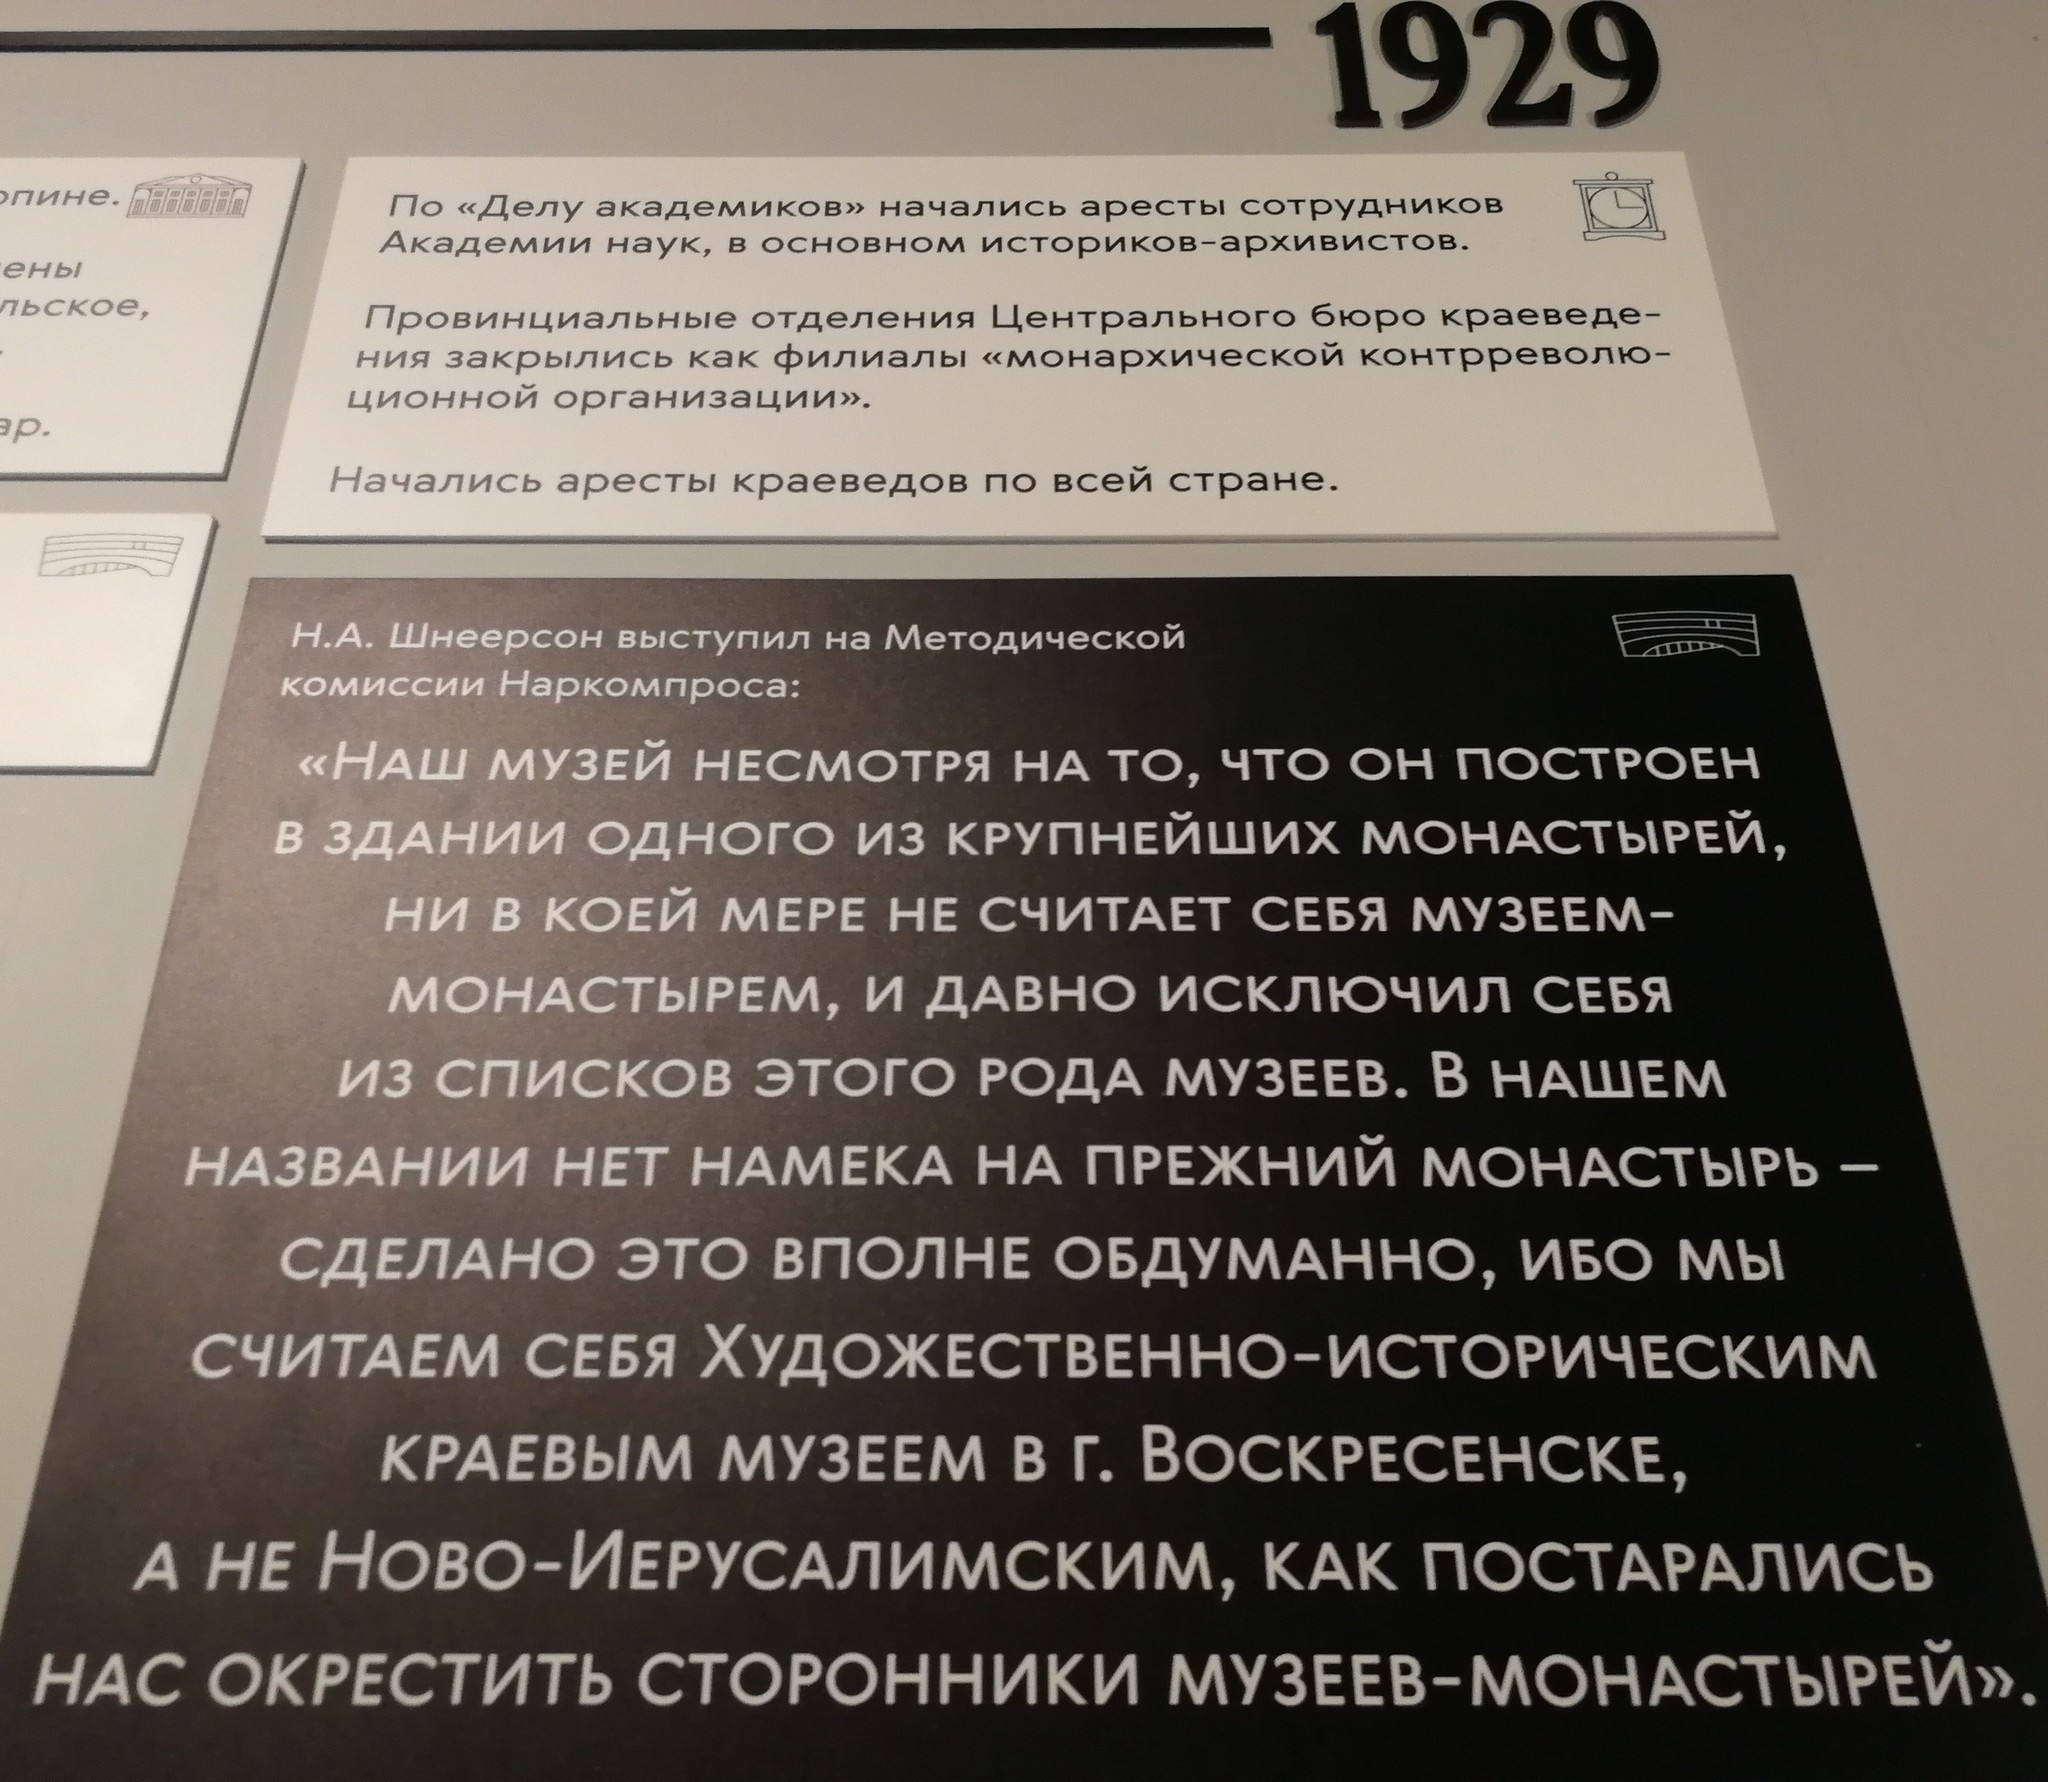 1929
опине.
ены
льское,
ар.
По «Делу академиков» начались аресты сотрудников
Академии наук, в основном историков-архивистов.
Провинциальные отделения Центрального бюро краеведе-
ния закрылись как филиалы «монархической контрреволю-
ционной организации».
Начались аресты краеведов по всей стране.
Н.А. Шнеерсон выступил на Методической
комиссии Наркомпроса:
«Наш музей несмотря на то, что он построен
в здании одного из крупнейших монастырей,
ни в коей мере не считает себя музеем-
монастырем, и давно исключил себя
из списков этого рода музеев. В нашем
названии нет намека на прежний монастырь –
сделано это вполне обдуманно, ибо мы
считаем себя Художественно-историческим
краевым музеем в г. Воскресенске,
а не Ново-Иерусалимским, как постарались
нас окрестить сторонники музеев-монастырей».